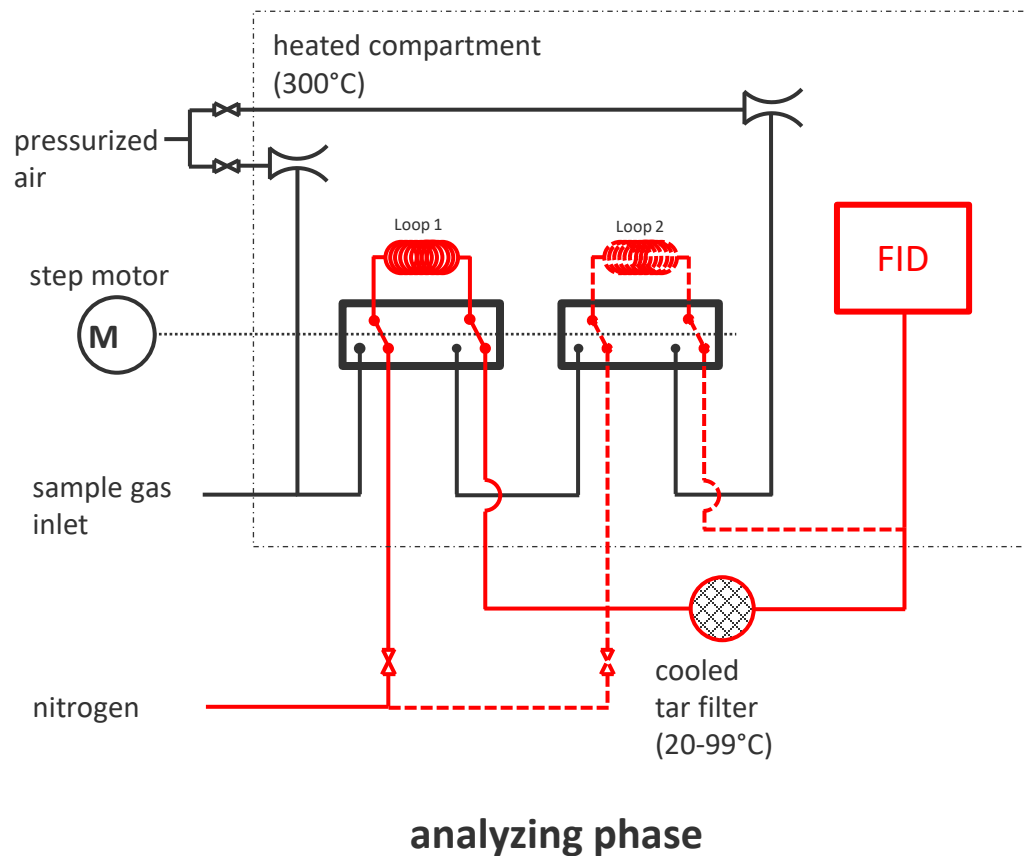 heated compartment
(300°C)
pressurized
air
Loop 1
Loop 2
FID
step motor
M
sample gas
inlet
nitrogen
cooled
tar filter
(20-99°C)
analyzing phase